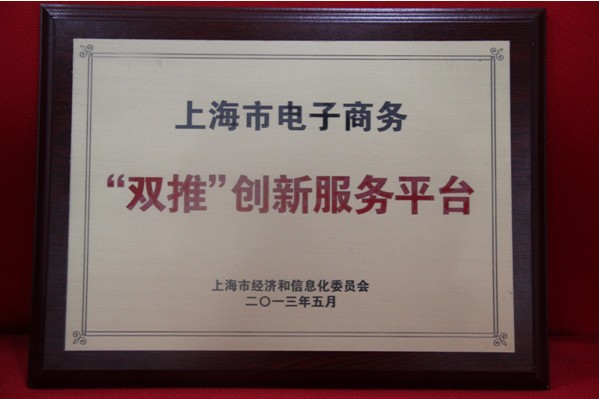 上海市电子商务
“双推”创新服务平台
上海市经济和信息化委员会
二〇一三年五月